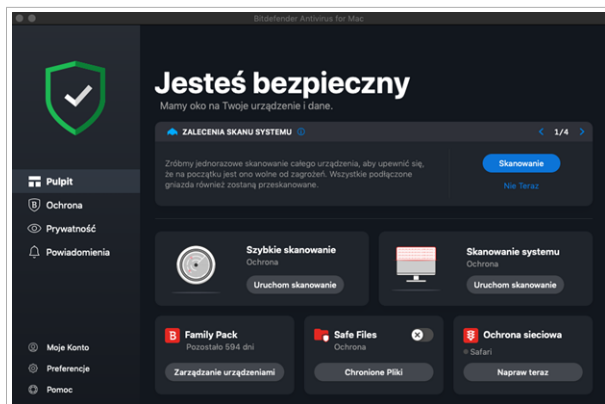 Bitdefender Antivirus for Mac
Jesteś bezpieczny
Mamy oko na Twoje urządzenie i dane.
ZALECENIA SKANU SYSTEMU
1/4
Zróbmy jednorazowe skanowanie całego urządzenia, aby upewnić się,
że na początku jest ono wolne od zagrożeń. Wszystkie podłączone
gniazda również zostaną przeskanowane.
Skanowanie
Nie Teraz
Pulpit
Ochrona
Prywatność
Powiadomienia
Szybkie skanowanie
Ochrona
Uruchom skanowanie
Skanowanie systemu
Ochrona
Uruchom skanowanie
B Family Pack
Pozostało 594 dni
Zarządzanie urządzeniami
Safe Files
Ochrona
Chronione Pliki
Ochrona sieciowa
Safari
Napraw teraz
Moje Konto
Preferencje
Pomoc